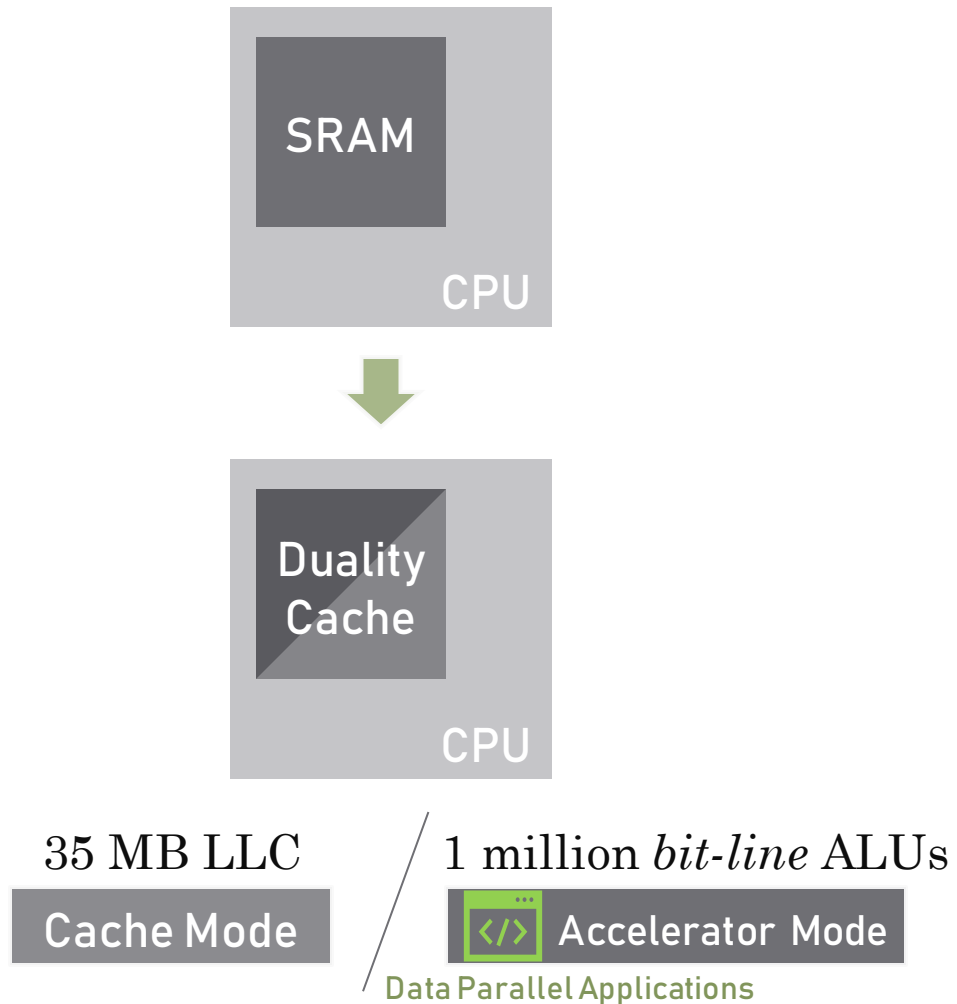 SRAM
CPU
Duality
Cache
CPU
35 MB LLC
Cache Mode
1 million bit-line ALUs
</> Accelerator Mode
Data Parallel Applications